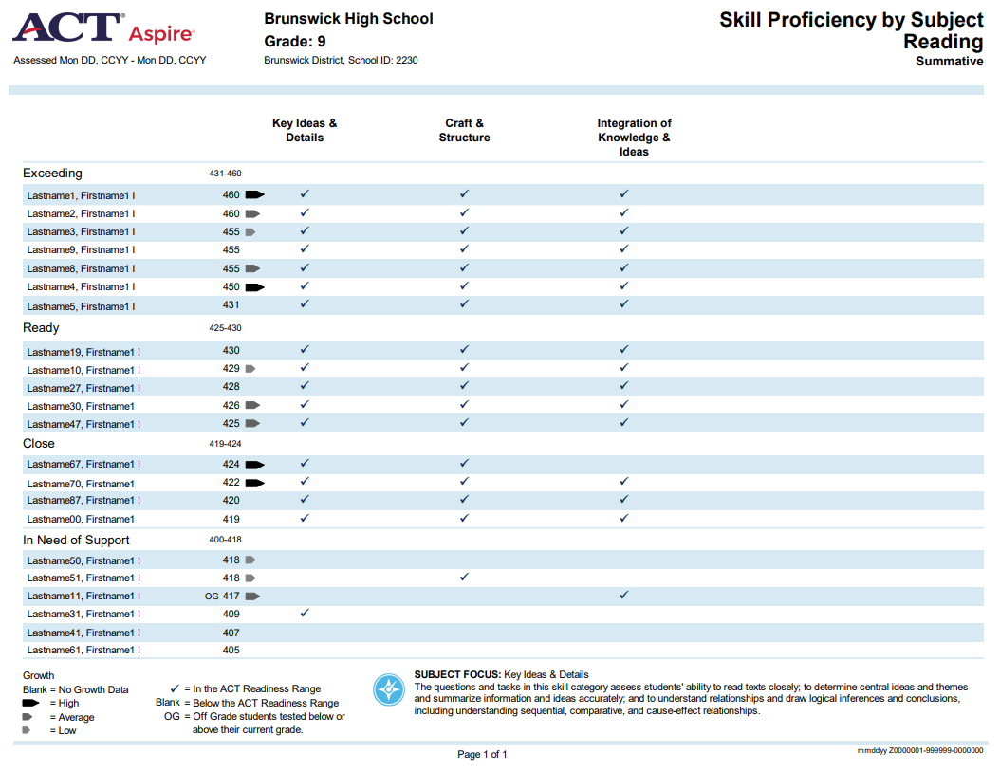 ACT® Aspire®
Assessed Mon DD, CCYY - Mon DD, CCYY
Brunswick High School
Grade: 9
Brunswick District, School ID: 2230
Skill Proficiency by Subject
Reading
Summative
Key Ideas &
Details
Craft &
Structure
Integration of
Knowledge &
Ideas
Exceeding 431-460
Lastname1, Firstname1 I 460 ✓ ✓ ✓
Lastname2, Firstname1 I 460 ✓ ✓ ✓
Lastname3, Firstname1 I 455 ✓ ✓ ✓
Lastname9, Firstname1 I 455 ✓ ✓ ✓
Lastname8, Firstname1 I 455 ✓ ✓ ✓
Lastname4, Firstname1 I 450 ✓ ✓ ✓
Lastname5, Firstname1 I 431 ✓ ✓ ✓
Ready 425-430
Lastname19, Firstname1 I 430 ✓ ✓ ✓
Lastname10, Firstname1 I 429 ✓ ✓ ✓
Lastname27, Firstname1 I 428 ✓ ✓ ✓
Lastname30, Firstname1 426 ✓ ✓ ✓
Lastname47, Firstname1 I 425 ✓ ✓ ✓
Close 419-424
Lastname67, Firstname1 I 424 ✓ ✓
Lastname70, Firstname1 422 ✓ ✓ ✓
Lastname87, Firstname1 I 420 ✓ ✓ ✓
Lastname00, Firstname1 419 ✓ ✓ ✓
In Need of Support 400-418
Lastname50, Firstname1 I 418
Lastname51, Firstname1 I 418 ✓
Lastname11, Firstname1 I OG 417 ✓
Lastname31, Firstname1 I 409 ✓
Lastname41, Firstname1 I 407
Lastname61, Firstname1 I 405
Growth
Blank = No Growth Data
= High
= Average
= Low
✓ = In the ACT Readiness Range
Blank = Below the ACT Readiness Range
OG = Off Grade students tested below or
above their current grade.
SUBJECT FOCUS: Key Ideas & Details
The questions and tasks in this skill category assess students' ability to read texts closely; to determine central ideas and themes
and summarize information and ideas accurately; and to understand relationships and draw logical inferences and conclusions,
including understanding sequential, comparative, and cause-effect relationships.
Page 1 of 1
mmddyy Z0000001-999999-0000000